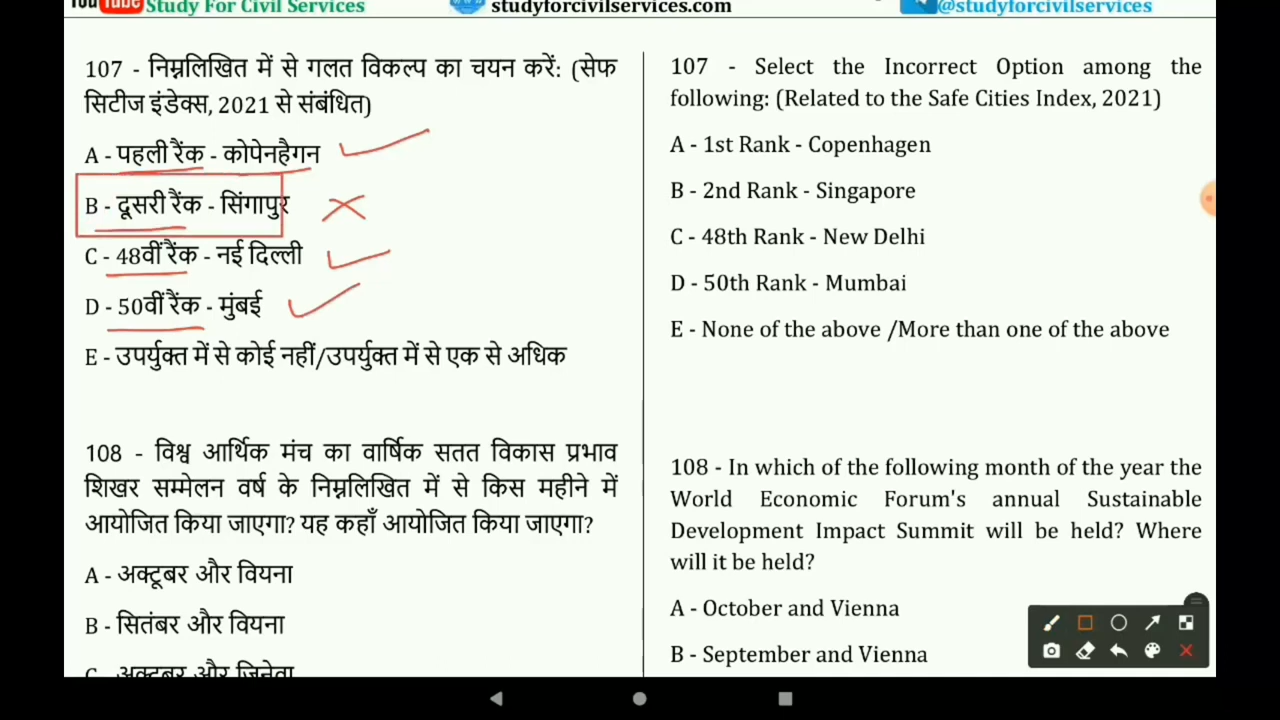 YouTube Study For Civil Services
studyforcivilservices.com
@studyforcivilservices
107 - निम्नलिखित में से गलत विकल्प का चयन करें: (सेफ
सिटीज इंडेक्स, 2021 से संबंधित)
A - पहली रैंक - कोपेनहैगन
B - दूसरी रैंक - सिंगापुर
C - 48वीं रैंक - नई दिल्ली
D - 50वीं रैंक - मुंबई
E - उपर्युक्त में से कोई नहीं/उपर्युक्त में से एक से अधिक
108 - विश्व आर्थिक मंच का वार्षिक सतत विकास प्रभाव
शिखर सम्मेलन वर्ष के निम्नलिखित में से किस महीने में
आयोजित किया जाएगा? यह कहाँ आयोजित किया जाएगा?
A - अक्टूबर और वियना
B - सितंबर और वियना
C - अक्टूबर और जिनेवा
107 - Select the Incorrect Option among the
following: (Related to the Safe Cities Index, 2021)
A - 1st Rank - Copenhagen
B - 2nd Rank - Singapore
C - 48th Rank - New Delhi
D - 50th Rank - Mumbai
E - None of the above /More than one of the above
108 - In which of the following month of the year the
World Economic Forum's annual Sustainable
Development Impact Summit will be held? Where
will it be held?
A - October and Vienna
B - September and Vienna